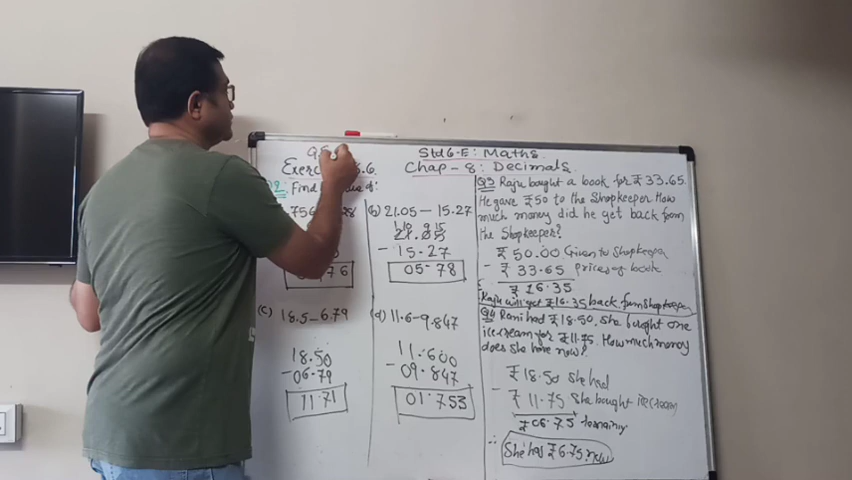 Std 6-E: Maths
Chap - 8: Decimals.
Find
(b) 21.05 - 15.27
21.05
- 15.27
05.78
(c) 18.5 - 6.79
18.50
- 06.79
11.71
(d) 11.6 - 9.847
11.600
- 09.847
01.753
Q3 Raju bought a book for ₹33.65.
He gave ₹50 to the Shopkeeper. How
much money did he get back from
the Shopkeeper?
₹ 50.00 Given to Shopkeeper
- ₹ 33.65 price of book
₹ 16.35
Raju will get ₹16.35 back from shopkeeper
Q4 Rani had ₹18.50. She bought one
ice cream for ₹11.75. How much money
does She have now?
₹18.50 She had
- ₹ 11.75 She bought ice cream
₹ 06.75
∴ She has ₹6.75 now